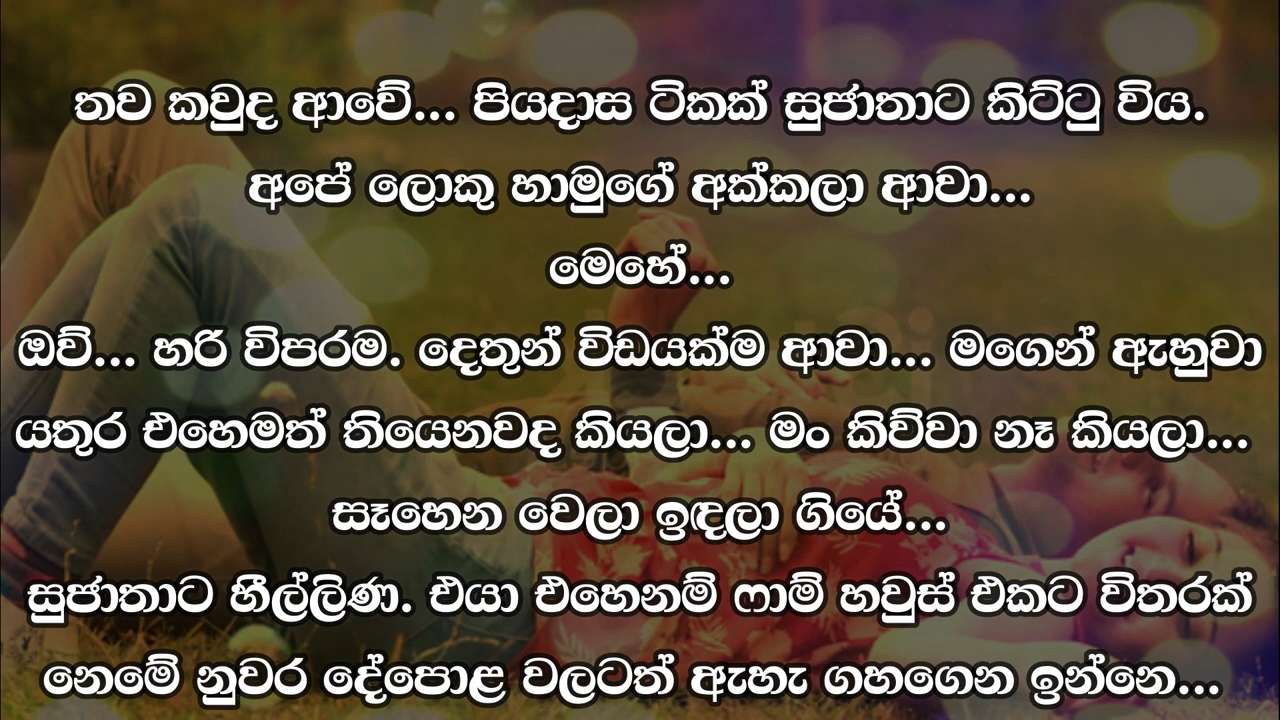 තව කවුද ආවේ... පියදාස ටිකක් සුජාතාට කිට්ටු විය.
අපේ ලොකු හාමුගේ අක්කලා ආවා...
මෙහේ...
ඔව්... හරි විපරම. දෙතුන් විඩයක්ම ආවා... මගෙන් ඇහුවා
යතුර එහෙමත් තියෙනවද කියලා... මං කිව්වා නෑ කියලා...
සෑහෙන වෙලා ඉඳලා ගියේ...
සුජාතාට හීල්ලිණ. එයා එහෙනම් ෆාම් හවුස් එකට විතරක්
නෙමේ නුවර දේපොළ වලටත් ඇහැ ගහගෙන ඉන්නෙ...